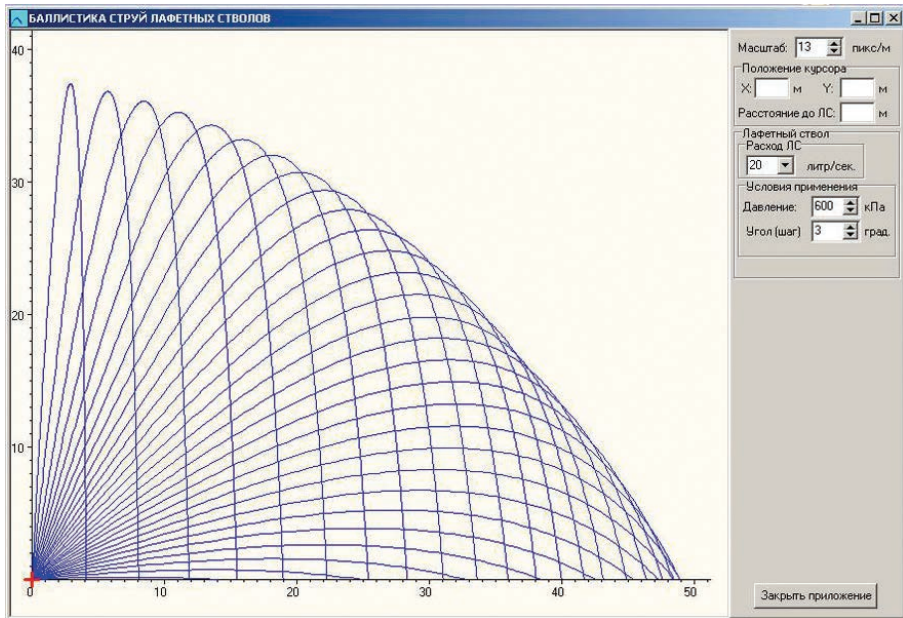 БАЛЛИСТИКА СТРУЙ ЛАФЕТНЫХ СТВОЛОВ
Масштаб: 13 пикс/м
Положение курсора
X: м Y: м
Расстояние до ЛС: м
Лафетный ствол
Расход ЛС
20 литр/сек.
Условия применения
Давление: 600 кПа
Угол (шаг) 3 град.
Закрыть приложение
40
30
20
10
0 10 20 30 40 50